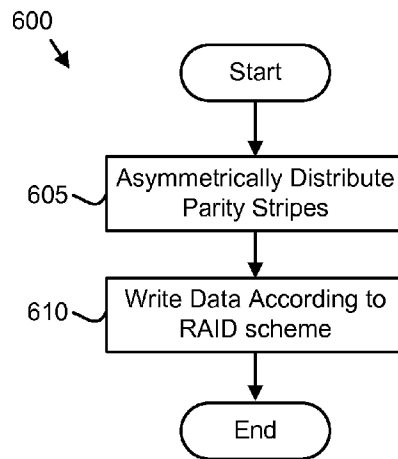 600
Start
605
Asymmetrically Distribute
Parity Stripes
610
Write Data According to
RAID scheme
End